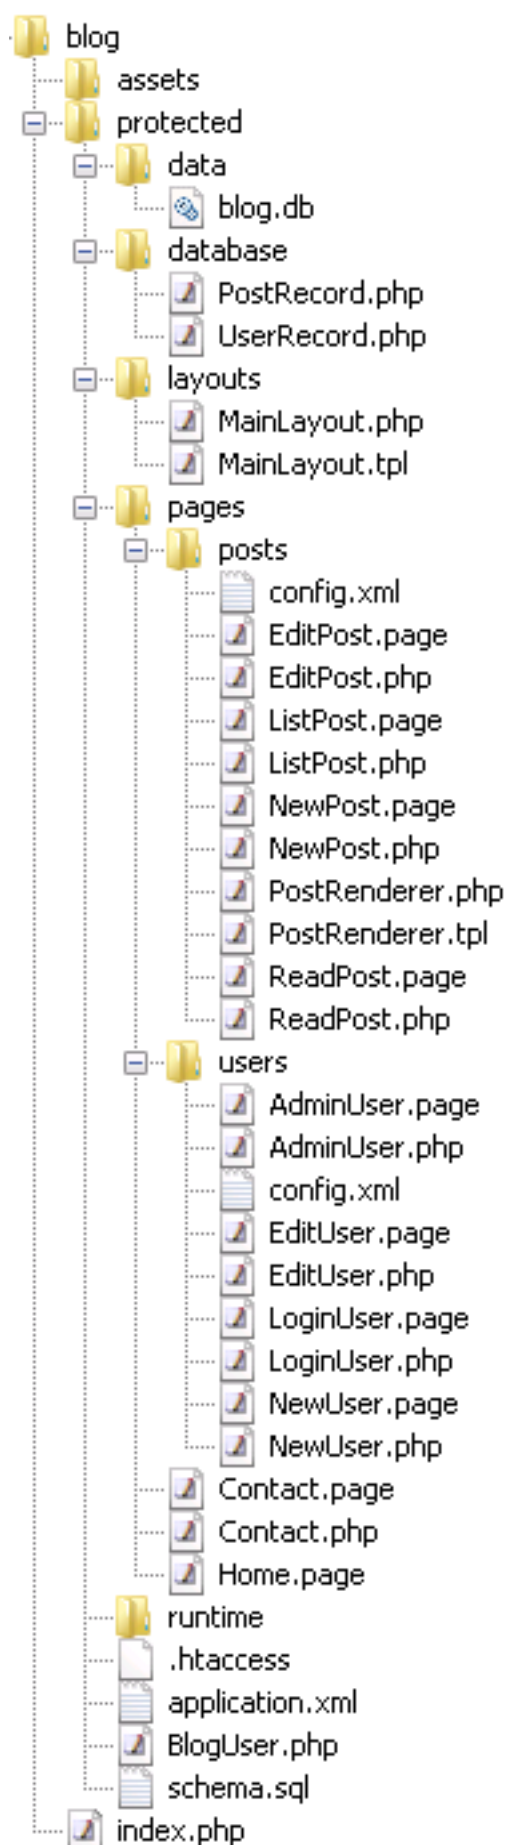 blog
assets
protected
data
blog.db
database
PostRecord.php
UserRecord.php
layouts
MainLayout.php
MainLayout.tpl
pages
posts
config.xml
EditPost.page
EditPost.php
ListPost.page
ListPost.php
NewPost.page
NewPost.php
PostRenderer.php
PostRenderer.tpl
ReadPost.page
ReadPost.php
users
AdminUser.page
AdminUser.php
config.xml
EditUser.page
EditUser.php
LoginUser.page
LoginUser.php
NewUser.page
NewUser.php
Contact.page
Contact.php
Home.page
runtime
.htaccess
application.xml
BlogUser.php
schema.sql
index.php